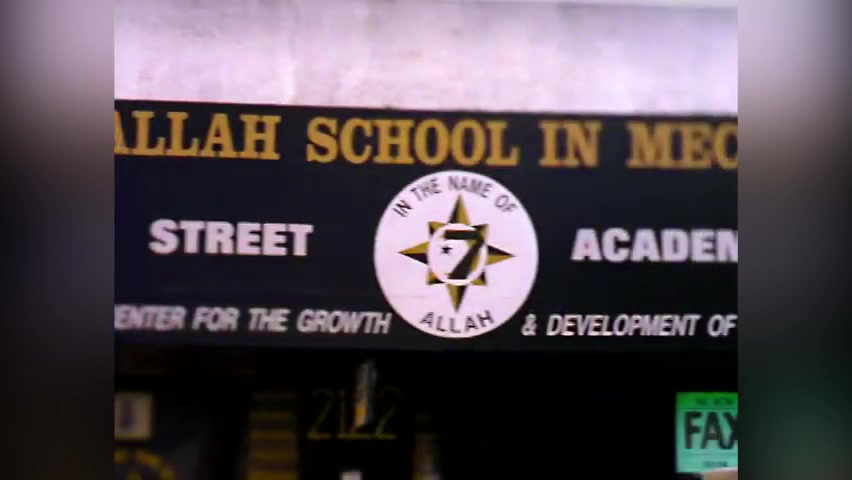 ALLAH SCHOOL IN MEC
IN THE NAME OF
STREET
7
ACADEM
ALLAH
ENTER FOR THE GROWTH
& DEVELOPMENT OF
2122
FAX